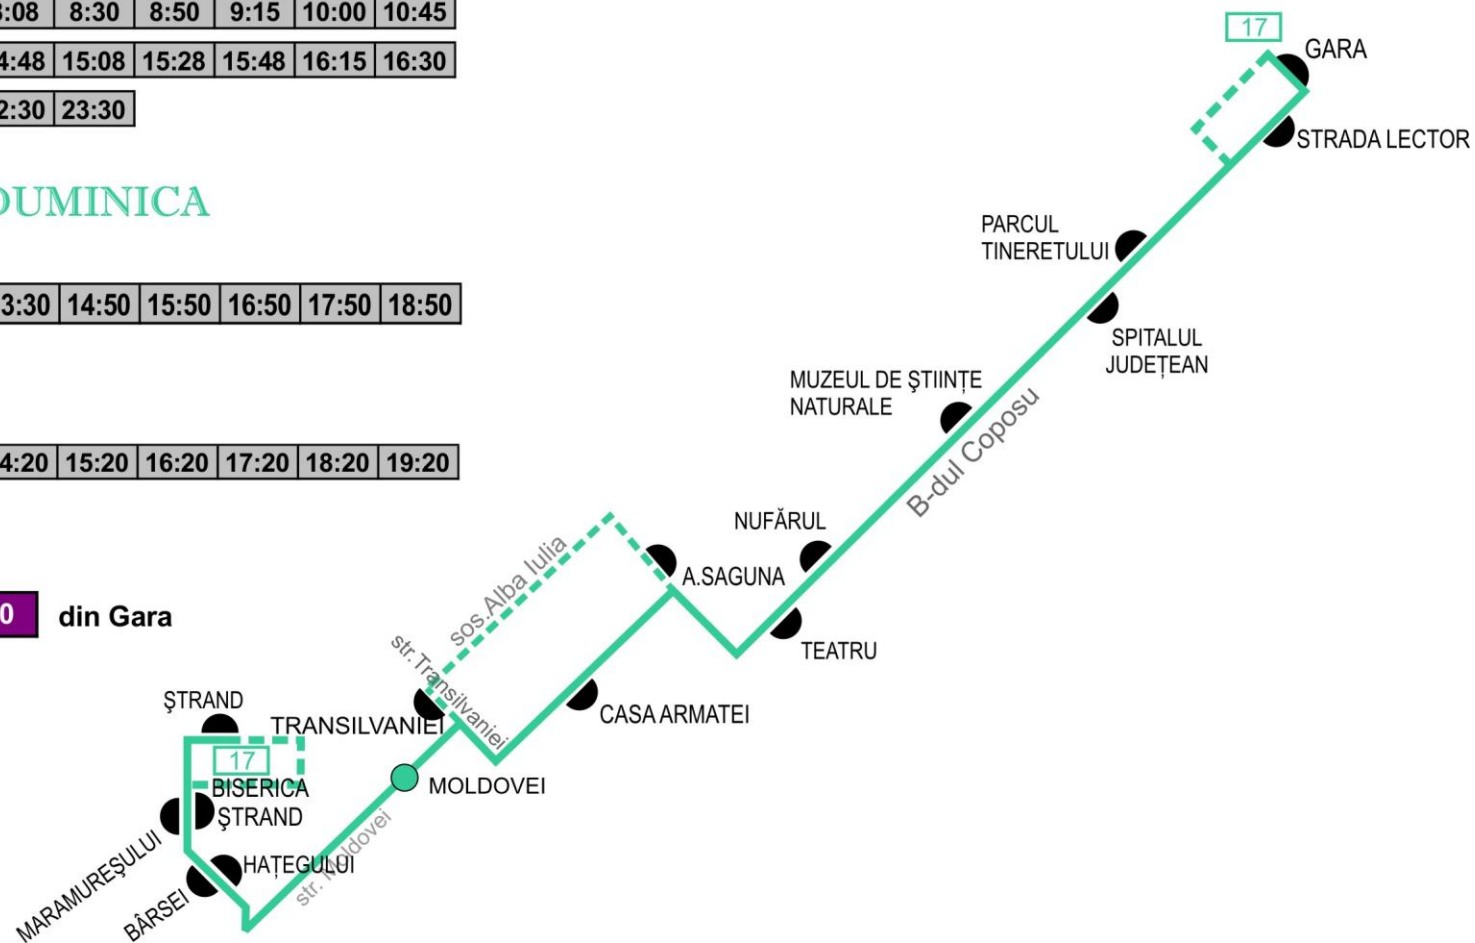 8:30 8:50 9:15 10:00 10:45
15:08 15:28 15:48 16:15 16:30
23:30
DUMINICA
14:50 15:50 16:50 17:50 18:50
15:20 16:20 17:20 18:20 19:20
din Gara
17
GARA
STRADA LECTOR
PARCUL
TINERETULUI
SPITALUL
JUDEȚEAN
MUZEUL DE ŞTIINȚE
NATURALE
B-dul Coposu
NUFĂRUL
A.SAGUNA
TEATRU
sos.Alba Iulia
str.Transilvaniei
CASA ARMATEI
ŞTRAND
TRANSILVANIEI
17
MOLDOVEI
BISERICA
ŞTRAND
str. Moldovei
MARAMUREŞULUI
HAȚEGULUI
BÂRSEI